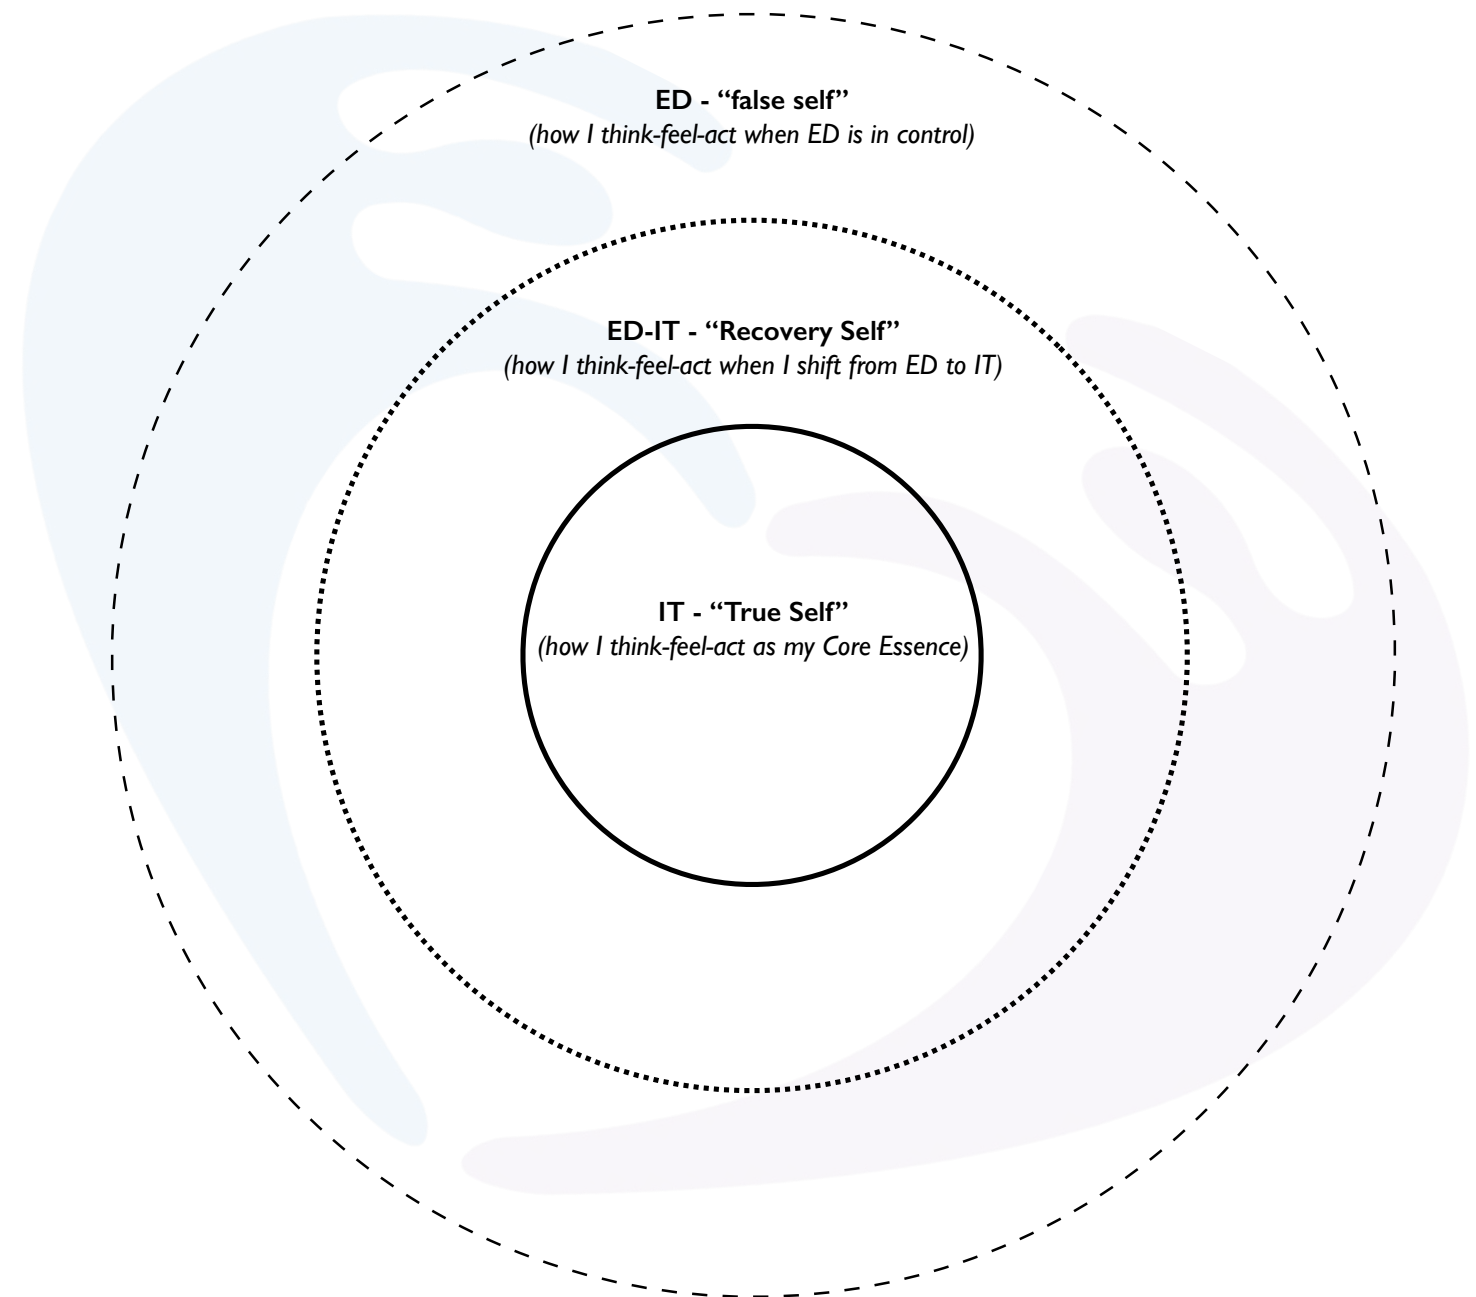 ED - “false self”
(how I think-feel-act when ED is in control)
ED-IT - “Recovery Self”
(how I think-feel-act when I shift from ED to IT)
IT - “True Self”
(how I think-feel-act as my Core Essence)